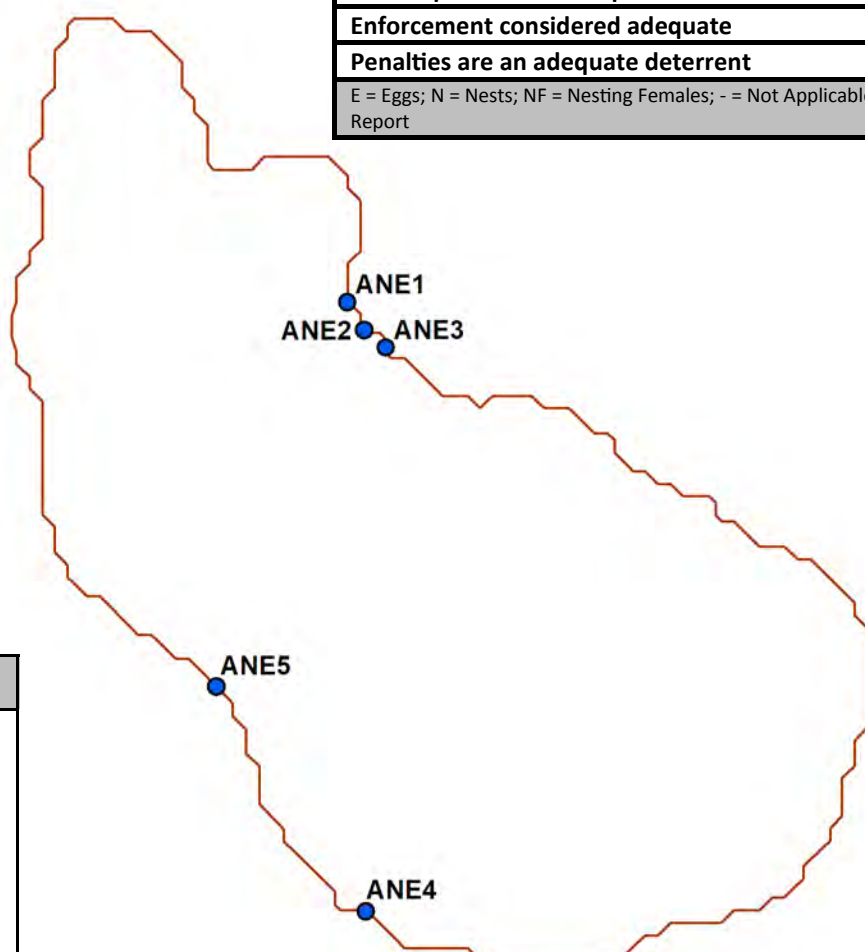 Enforcement considered adequate
Penalties are an adequate deterrent
E = Eggs; N = Nests; NF = Nesting Females; - = Not Applicable
Report
ANE1
ANE2
ANE3
ANE5
ANE4